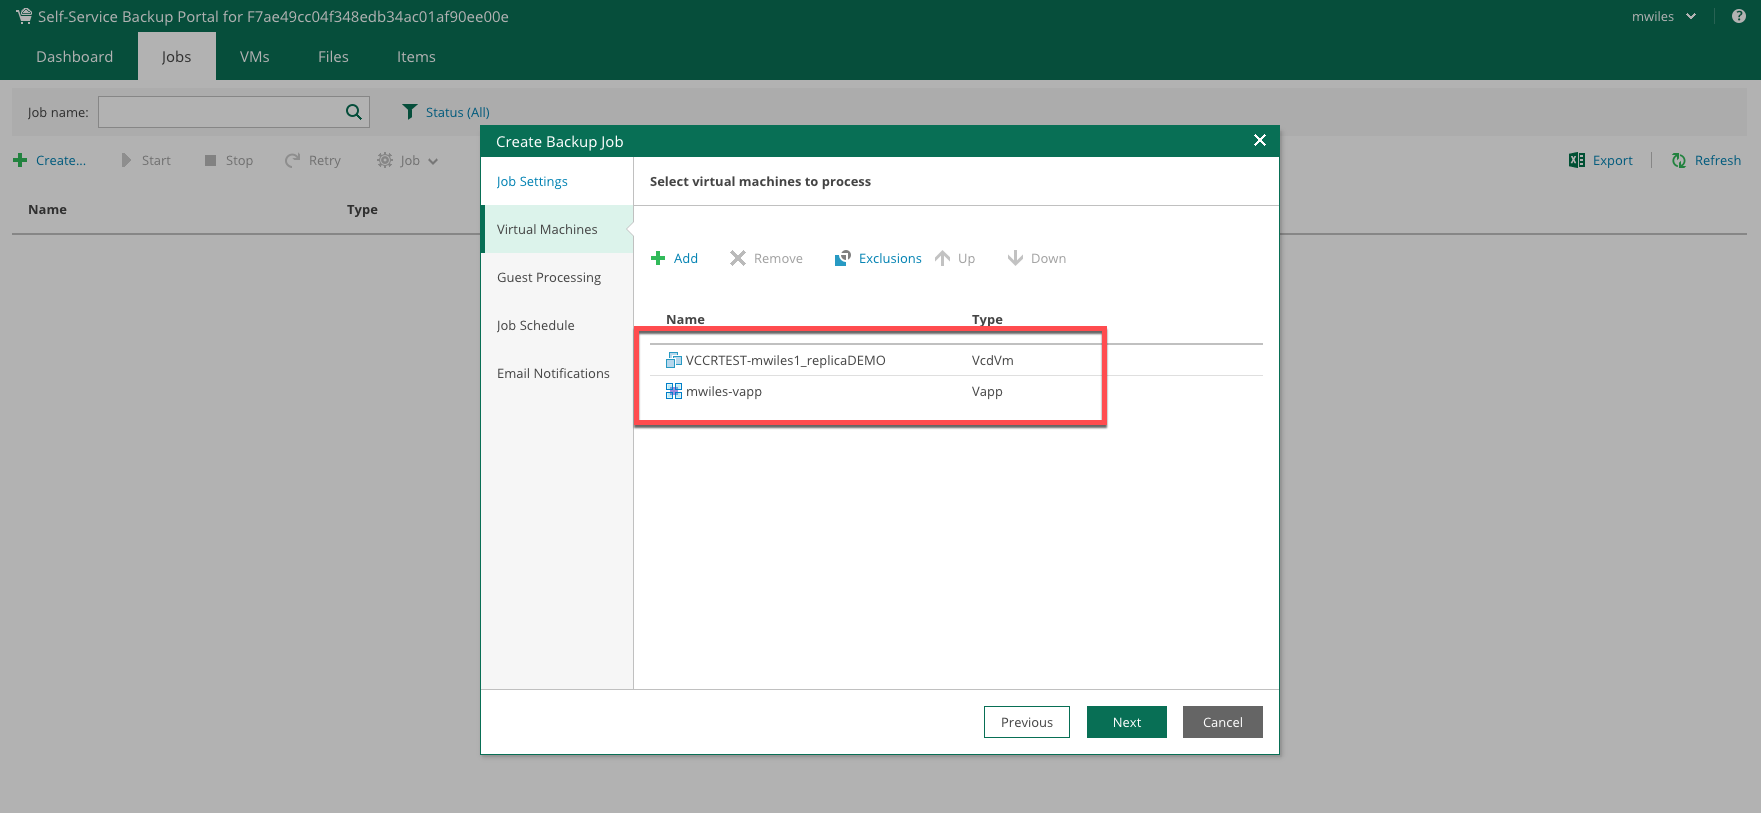 Self-Service Backup Portal for F7ae49cc04f348edb34ac01af90ee00e
mwiles
Dashboard Jobs VMs Files Items
Job name: Status (All)
Create... Start Stop Retry Job Export Refresh
Name Type
Create Backup Job
Job Settings
Virtual Machines
Guest Processing
Job Schedule
Email Notifications
Select virtual machines to process
Add Remove Exclusions Up Down
Name Type
VCCRTEST-mwiles1_replicaDEMO VcdVm
mwiles-vapp Vapp
Previous Next Cancel